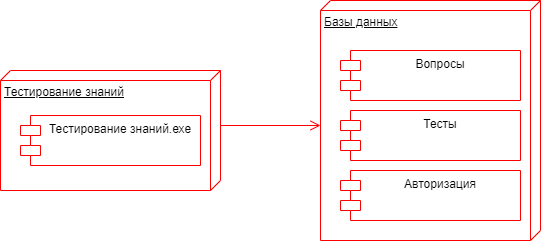 Базы данных
Вопросы
Тестирование знаний
Тестирование знаний.exe
Тесты
Авторизация